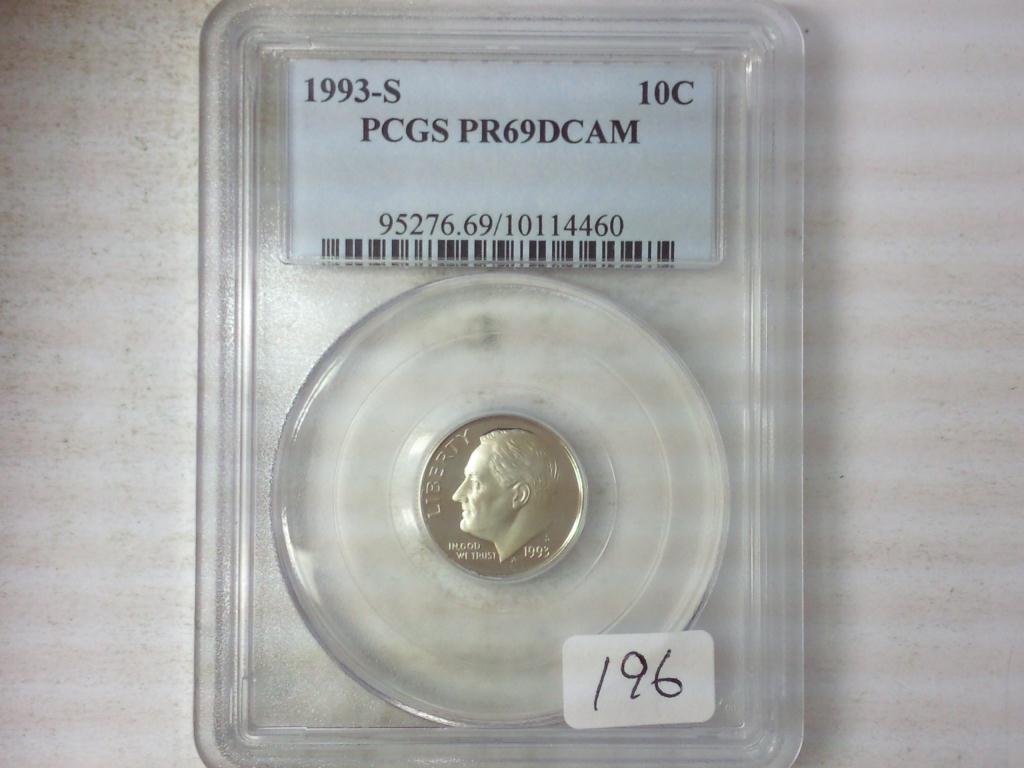 1993-S 10C
PCGS PR69DCAM
95276.69/10114460
LIBERTY
IN GOD
WE TRUST
1993
196